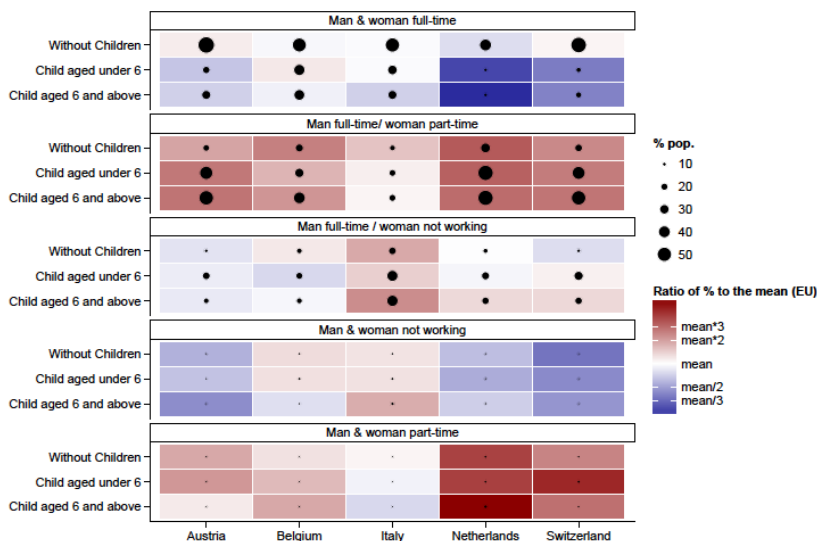 Man & woman full-time
Without Children
Child aged under 6
Child aged 6 and above
Man full-time/ woman part-time
Without Children
Child aged under 6
Child aged 6 and above
Man full-time / woman not working
Without Children
Child aged under 6
Child aged 6 and above
Man & woman not working
Without Children
Child aged under 6
Child aged 6 and above
Man & woman part-time
Without Children
Child aged under 6
Child aged 6 and above
Austria Belgium Italy Netherlands Switzerland
% pop.
10
20
30
40
50
Ratio of % to the mean (EU)
mean*3
mean*2
mean
mean/2
mean/3